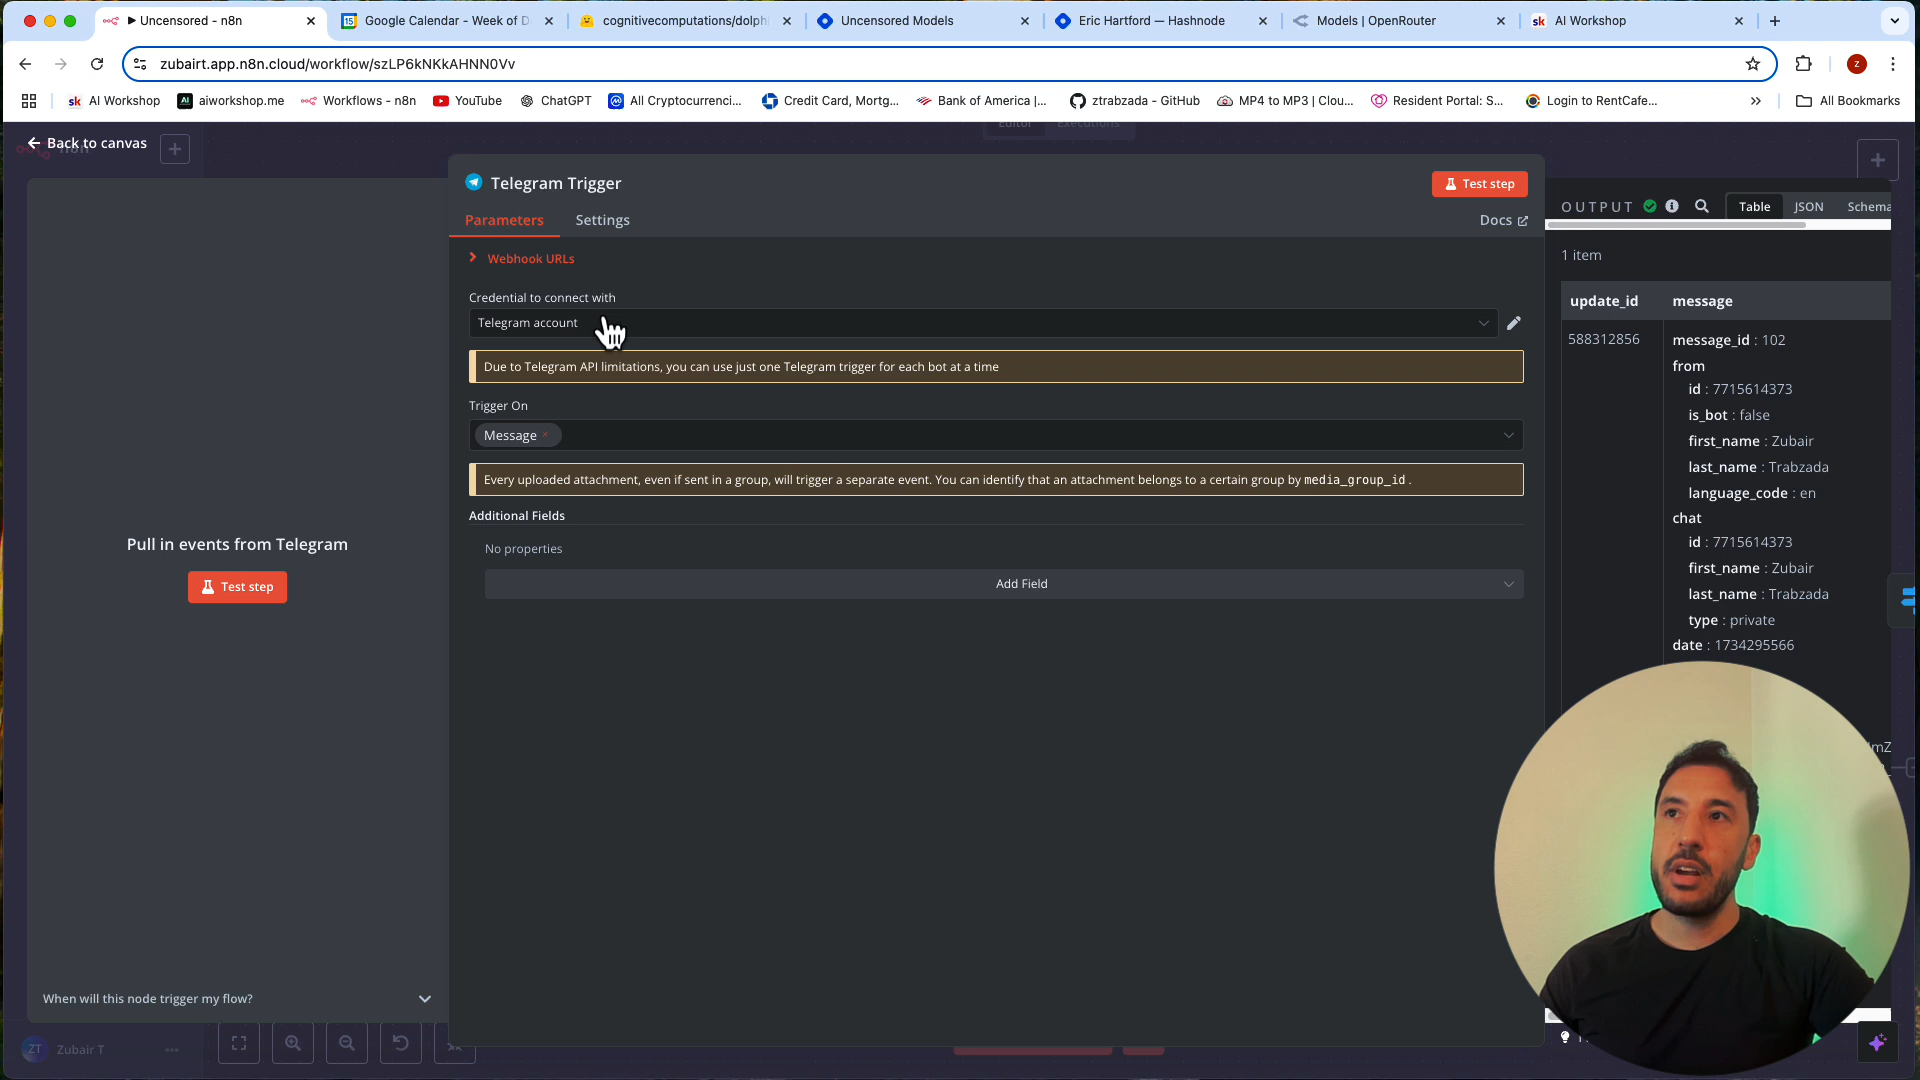 Uncensored - n8n
Google Calendar - Week of D
cognitivecomputations/dolph
Uncensored Models
Eric Hartford — Hashnode
Models | OpenRouter
sk AI Workshop
zubairt.app.n8n.cloud/workflow/szLP6kNKkAHNN0Vv
z
sk AI Workshop
AI aiworkshop.me
Workflows - n8n
YouTube
ChatGPT
All Cryptocurrenci...
Credit Card, Mortg...
Bank of America |...
ztrabzada - GitHub
MP4 to MP3 | Clou...
Resident Portal: S...
Login to RentCafe...
All Bookmarks
Editor
Executions
Back to canvas
Telegram Trigger
Test step
Parameters
Settings
Docs
Webhook URLs
Credential to connect with
Telegram account
Due to Telegram API limitations, you can use just one Telegram trigger for each bot at a time
Trigger On
Message ×
Every uploaded attachment, even if sent in a group, will trigger a separate event. You can identify that an attachment belongs to a certain group by media_group_id .
Additional Fields
No properties
Add Field
Pull in events from Telegram
Test step
When will this node trigger my flow?
ZT Zubair T
OUTPUT
Table
JSON
Schema
1 item
update_id
message
588312856
message_id : 102
from
id : 7715614373
is_bot : false
first_name : Zubair
last_name : Trabzada
language_code : en
chat
id : 7715614373
first_name : Zubair
last_name : Trabzada
type : private
date : 1734295566